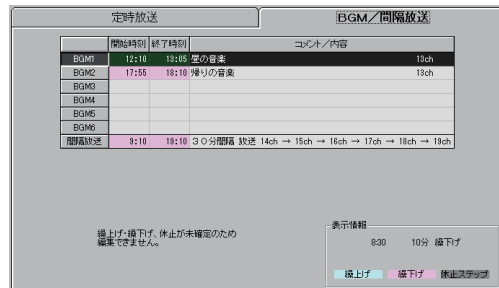 定時放送 BGM／間隔放送
開始時刻 終了時刻 コメント／内容
BGM1 12:10 13:05 昼の音楽 13ch
BGM2 17:55 18:10 帰りの音楽 13ch
BGM3
BGM4
BGM5
BGM6
間隔放送 9:10 19:10 ３０分間隔 放送 14ch → 15ch → 16ch → 17ch → 18ch → 19ch
繰上げ・繰下げ、休止が未確定のため
編集できません。
表示情報
8:30 10分 繰下げ
繰上げ 繰下げ 休止ステップ